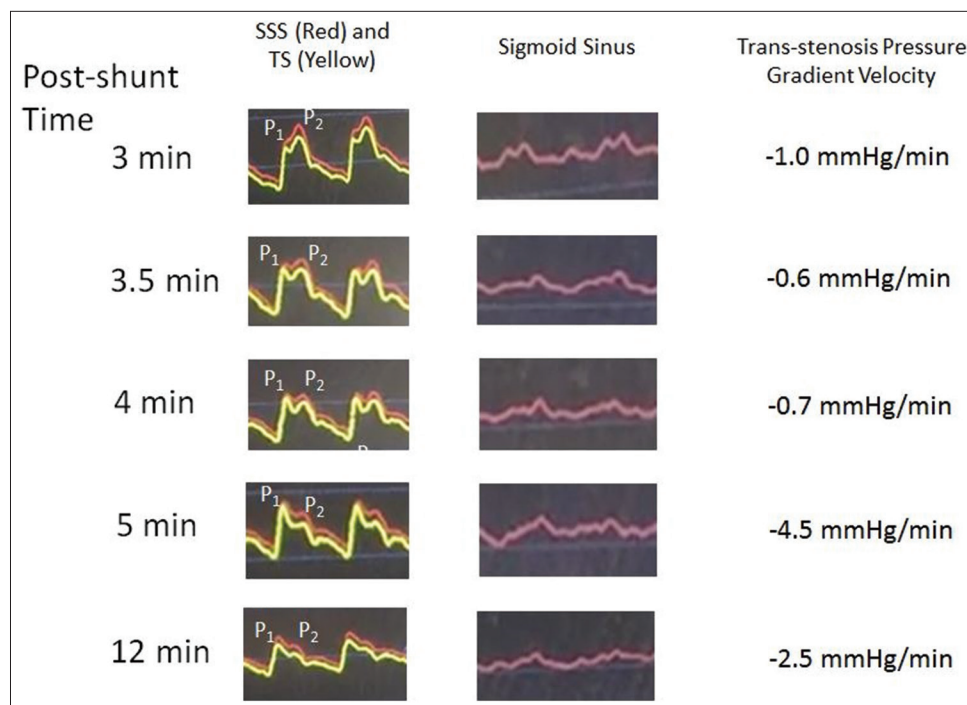 SSS (Red) and
TS (Yellow)
Sigmoid Sinus
Trans-stenosis Pressure
Gradient Velocity
Post-shunt
Time
3 min
P1 P2
-1.0 mmHg/min
3.5 min
P1 P2
-0.6 mmHg/min
4 min
P1 P2
-0.7 mmHg/min
5 min
P1 P2
-4.5 mmHg/min
12 min
P1 P2
-2.5 mmHg/min